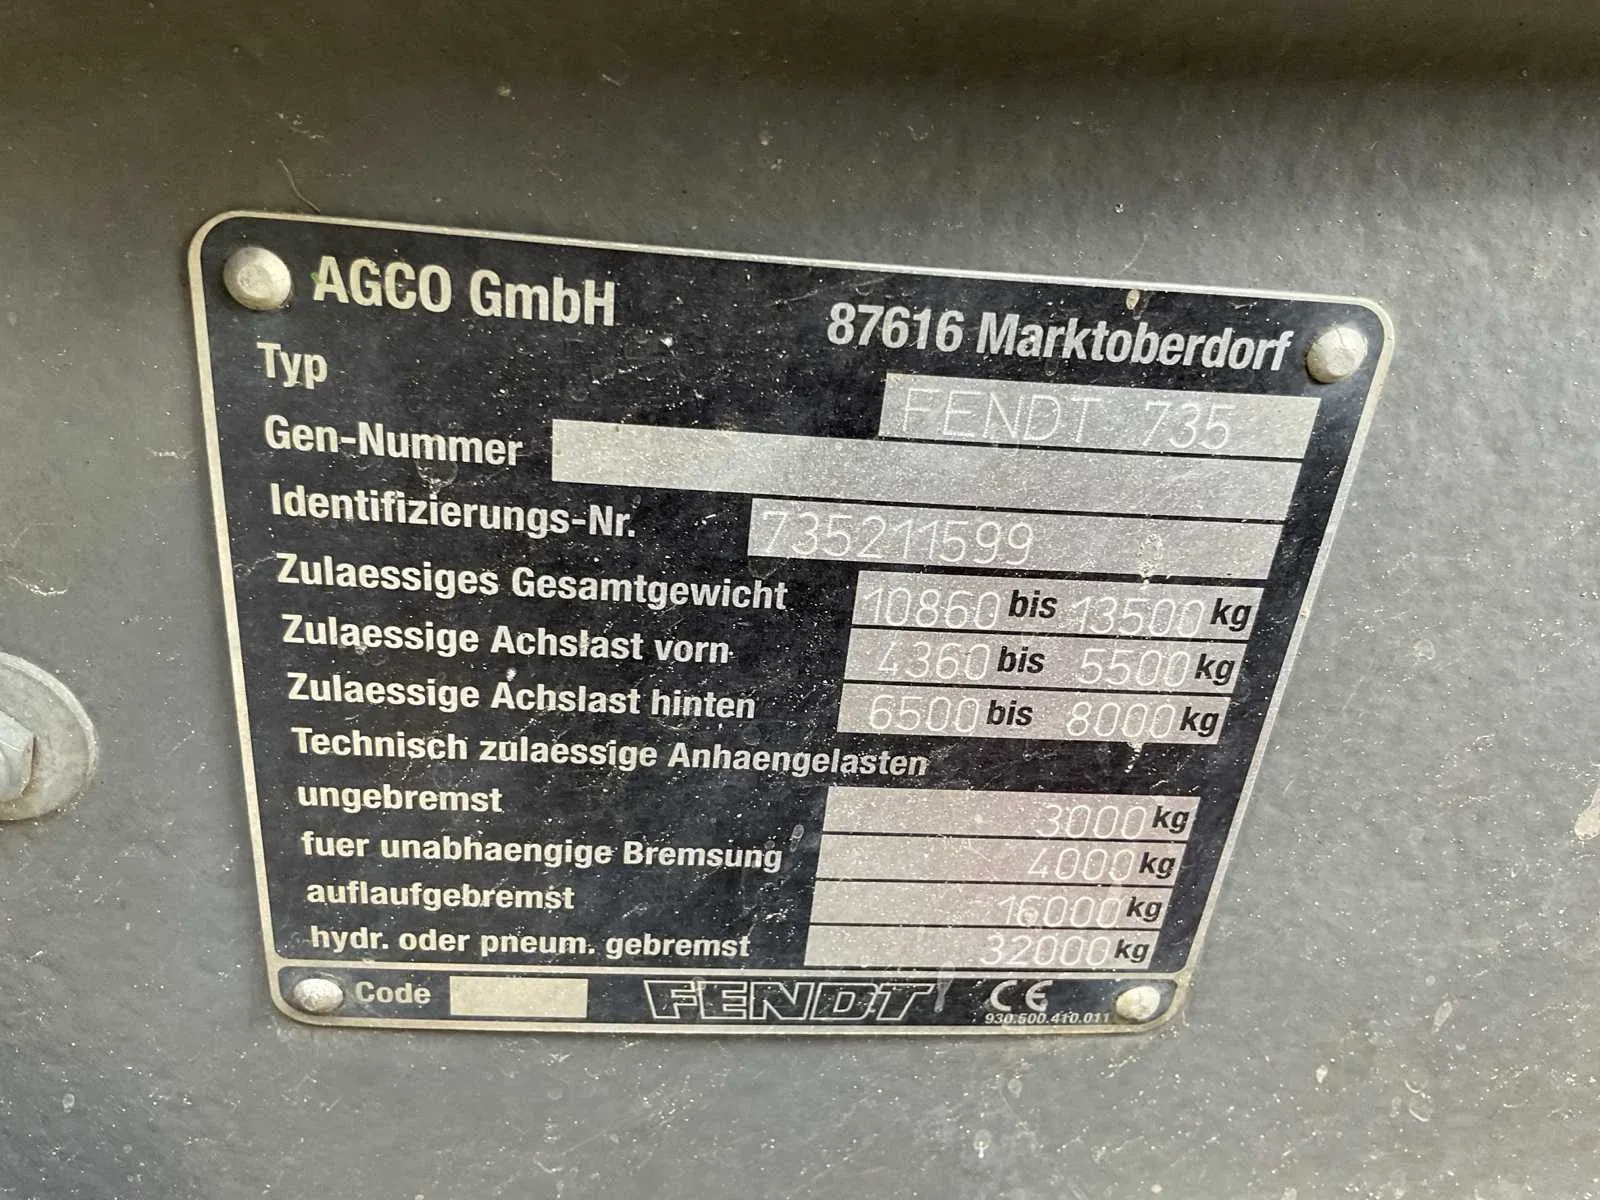 AGCO GmbH
87616 Marktoberdorf
Typ FENDT 735
Gen-Nummer
Identifizierungs-Nr. 735211599
Zulaessiges Gesamtgewicht 10860 bis 13500 kg
Zulaessige Achslast vorn 4360 bis 5500 kg
Zulaessige Achslast hinten 6500 bis 8000 kg
Technisch zulaessige Anhaengelasten
ungebremst 3000 kg
fuer unabhaengige Bremsung 4000 kg
auflaufgebremst 16000 kg
hydr. oder pneum. gebremst 32000 kg
Code FENDT CE
930.500.410.011